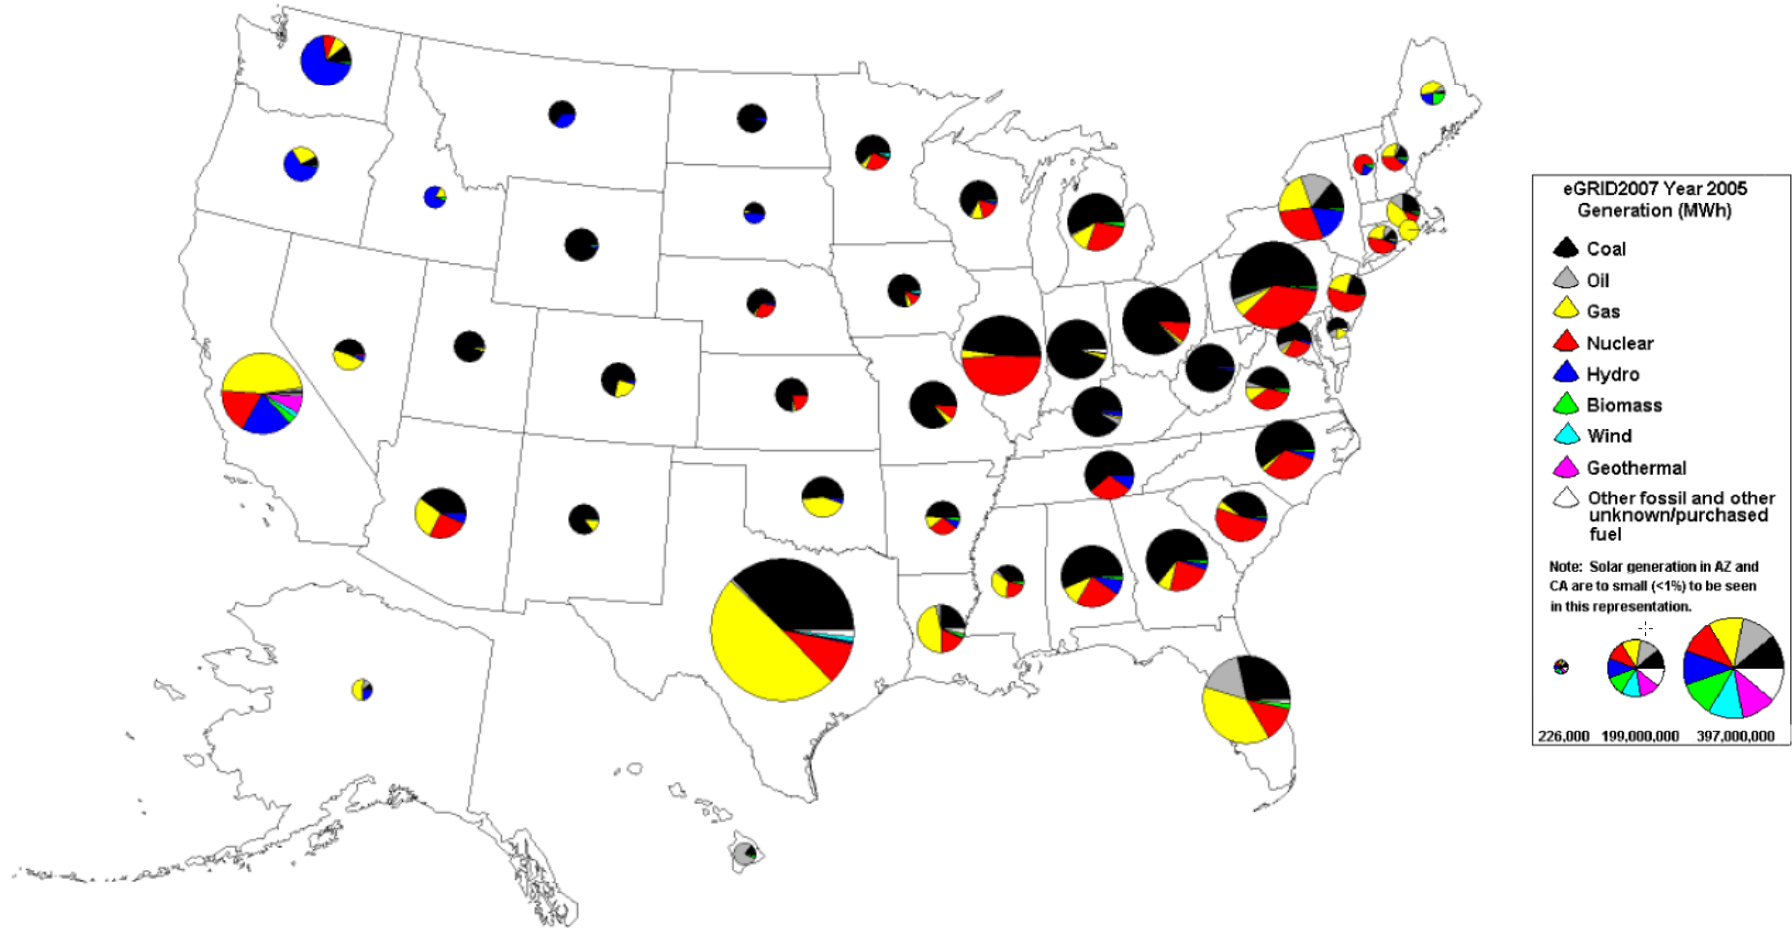 eGRID2007 Year 2005
Generation (MWh)
Coal
Oil
Gas
Nuclear
Hydro
Biomass
Wind
Geothermal
Other fossil and other
unknown/purchased
fuel
Note: Solar generation in AZ and
CA are to small (<1%) to be seen
in this representation.
226,000 199,000,000 397,000,000